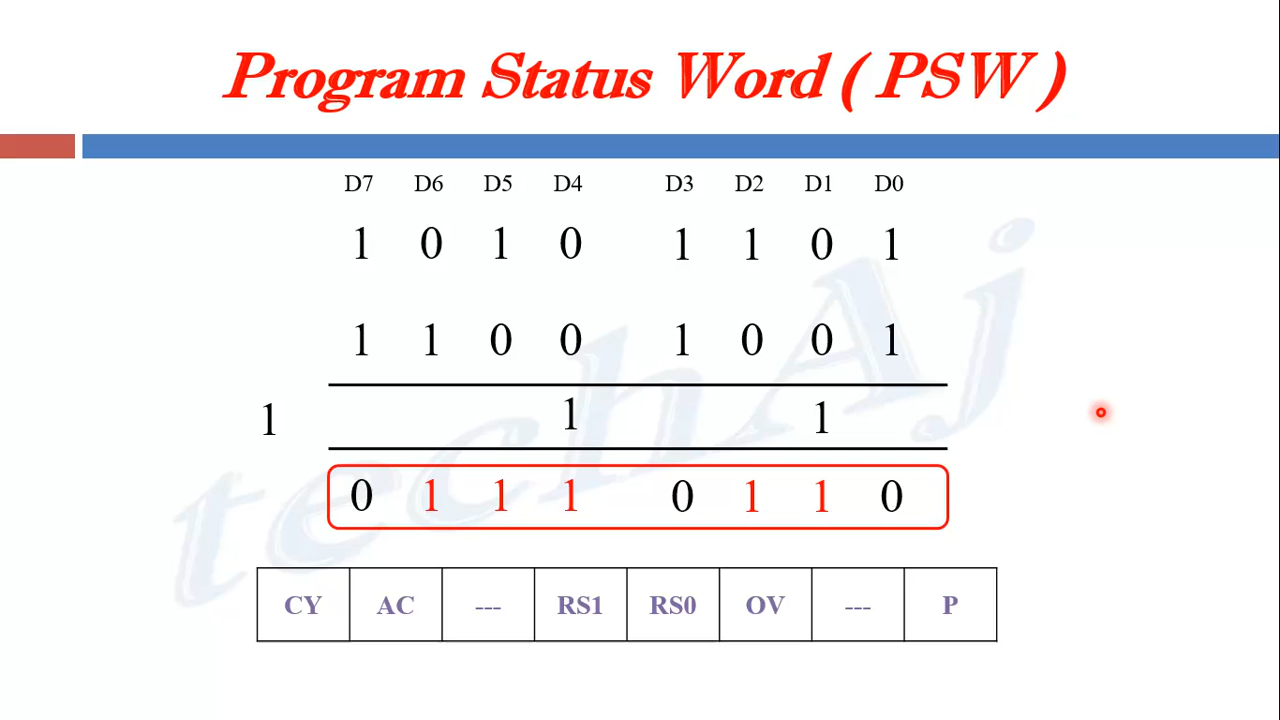 Program Status Word ( PSW )
D7 D6 D5 D4 D3 D2 D1 D0
1 0 1 0 1 1 0 1
1 1 0 0 1 0 0 1
1 1 1
0 1 1 1 0 1 1 0
CY AC --- RS1 RS0 OV --- P
techAj